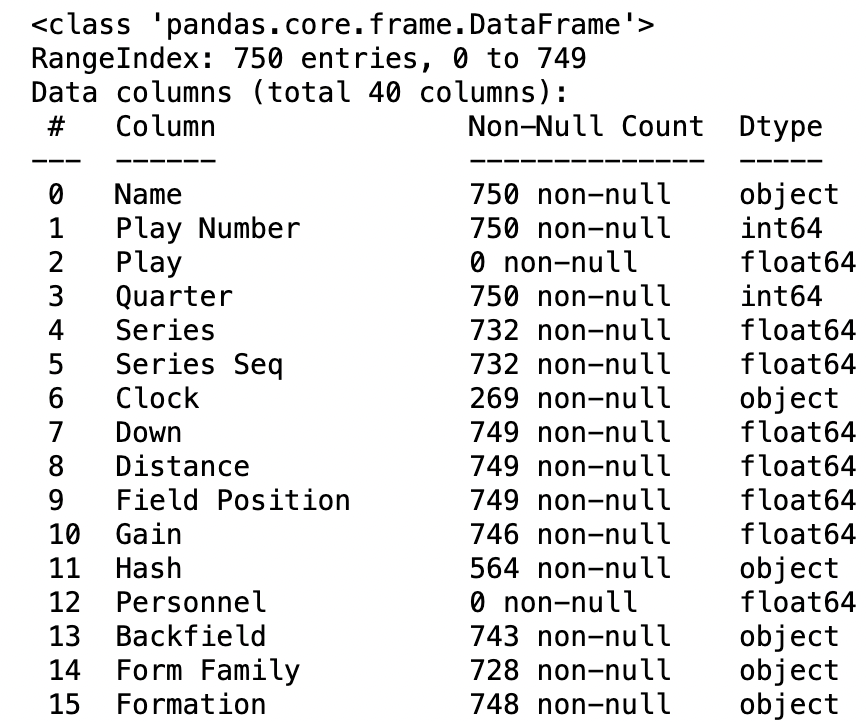 <class 'pandas.core.frame.DataFrame'>
RangeIndex: 750 entries, 0 to 749
Data columns (total 40 columns):
 #   Column               Non-Null Count  Dtype
---  ------               --------------  -----
 0   Name                 750 non-null    object
 1   Play Number          750 non-null    int64
 2   Play                 0 non-null      float64
 3   Quarter              750 non-null    int64
 4   Series               732 non-null    float64
 5   Series Seq           732 non-null    float64
 6   Clock                269 non-null    object
 7   Down                 749 non-null    float64
 8   Distance             749 non-null    float64
 9   Field Position       749 non-null    float64
 10  Gain                 746 non-null    float64
 11  Hash                 564 non-null    object
 12  Personnel            0 non-null      float64
 13  Backfield            743 non-null    object
 14  Form Family          728 non-null    object
 15  Formation            748 non-null    object